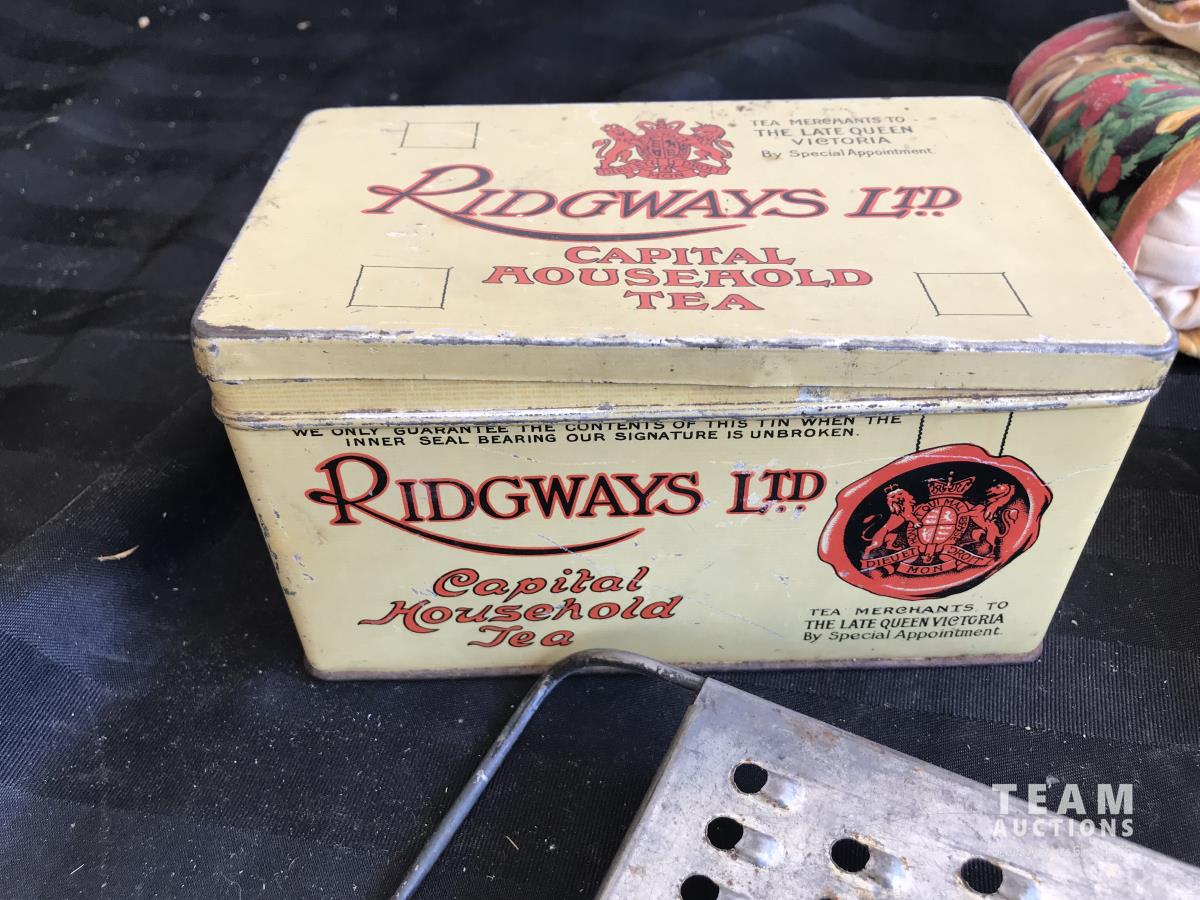 TEA MERCHANTS TO
THE LATE QUEEN
VICTORIA
By Special Appointment.
RIDGWAYS LTD
CAPITAL
HOUSEHOLD
TEA
WE ONLY GUARANTEE THE CONTENTS OF THIS TIN WHEN THE
INNER SEAL BEARING OUR SIGNATURE IS UNBROKEN.
RIDGWAYS LTD
Capital
Household
Tea
DIEU ET MON DROIT
TEA MERCHANTS TO
THE LATE QUEEN VICTORIA
By Special Appointment.
TEAM
AUCTIONS